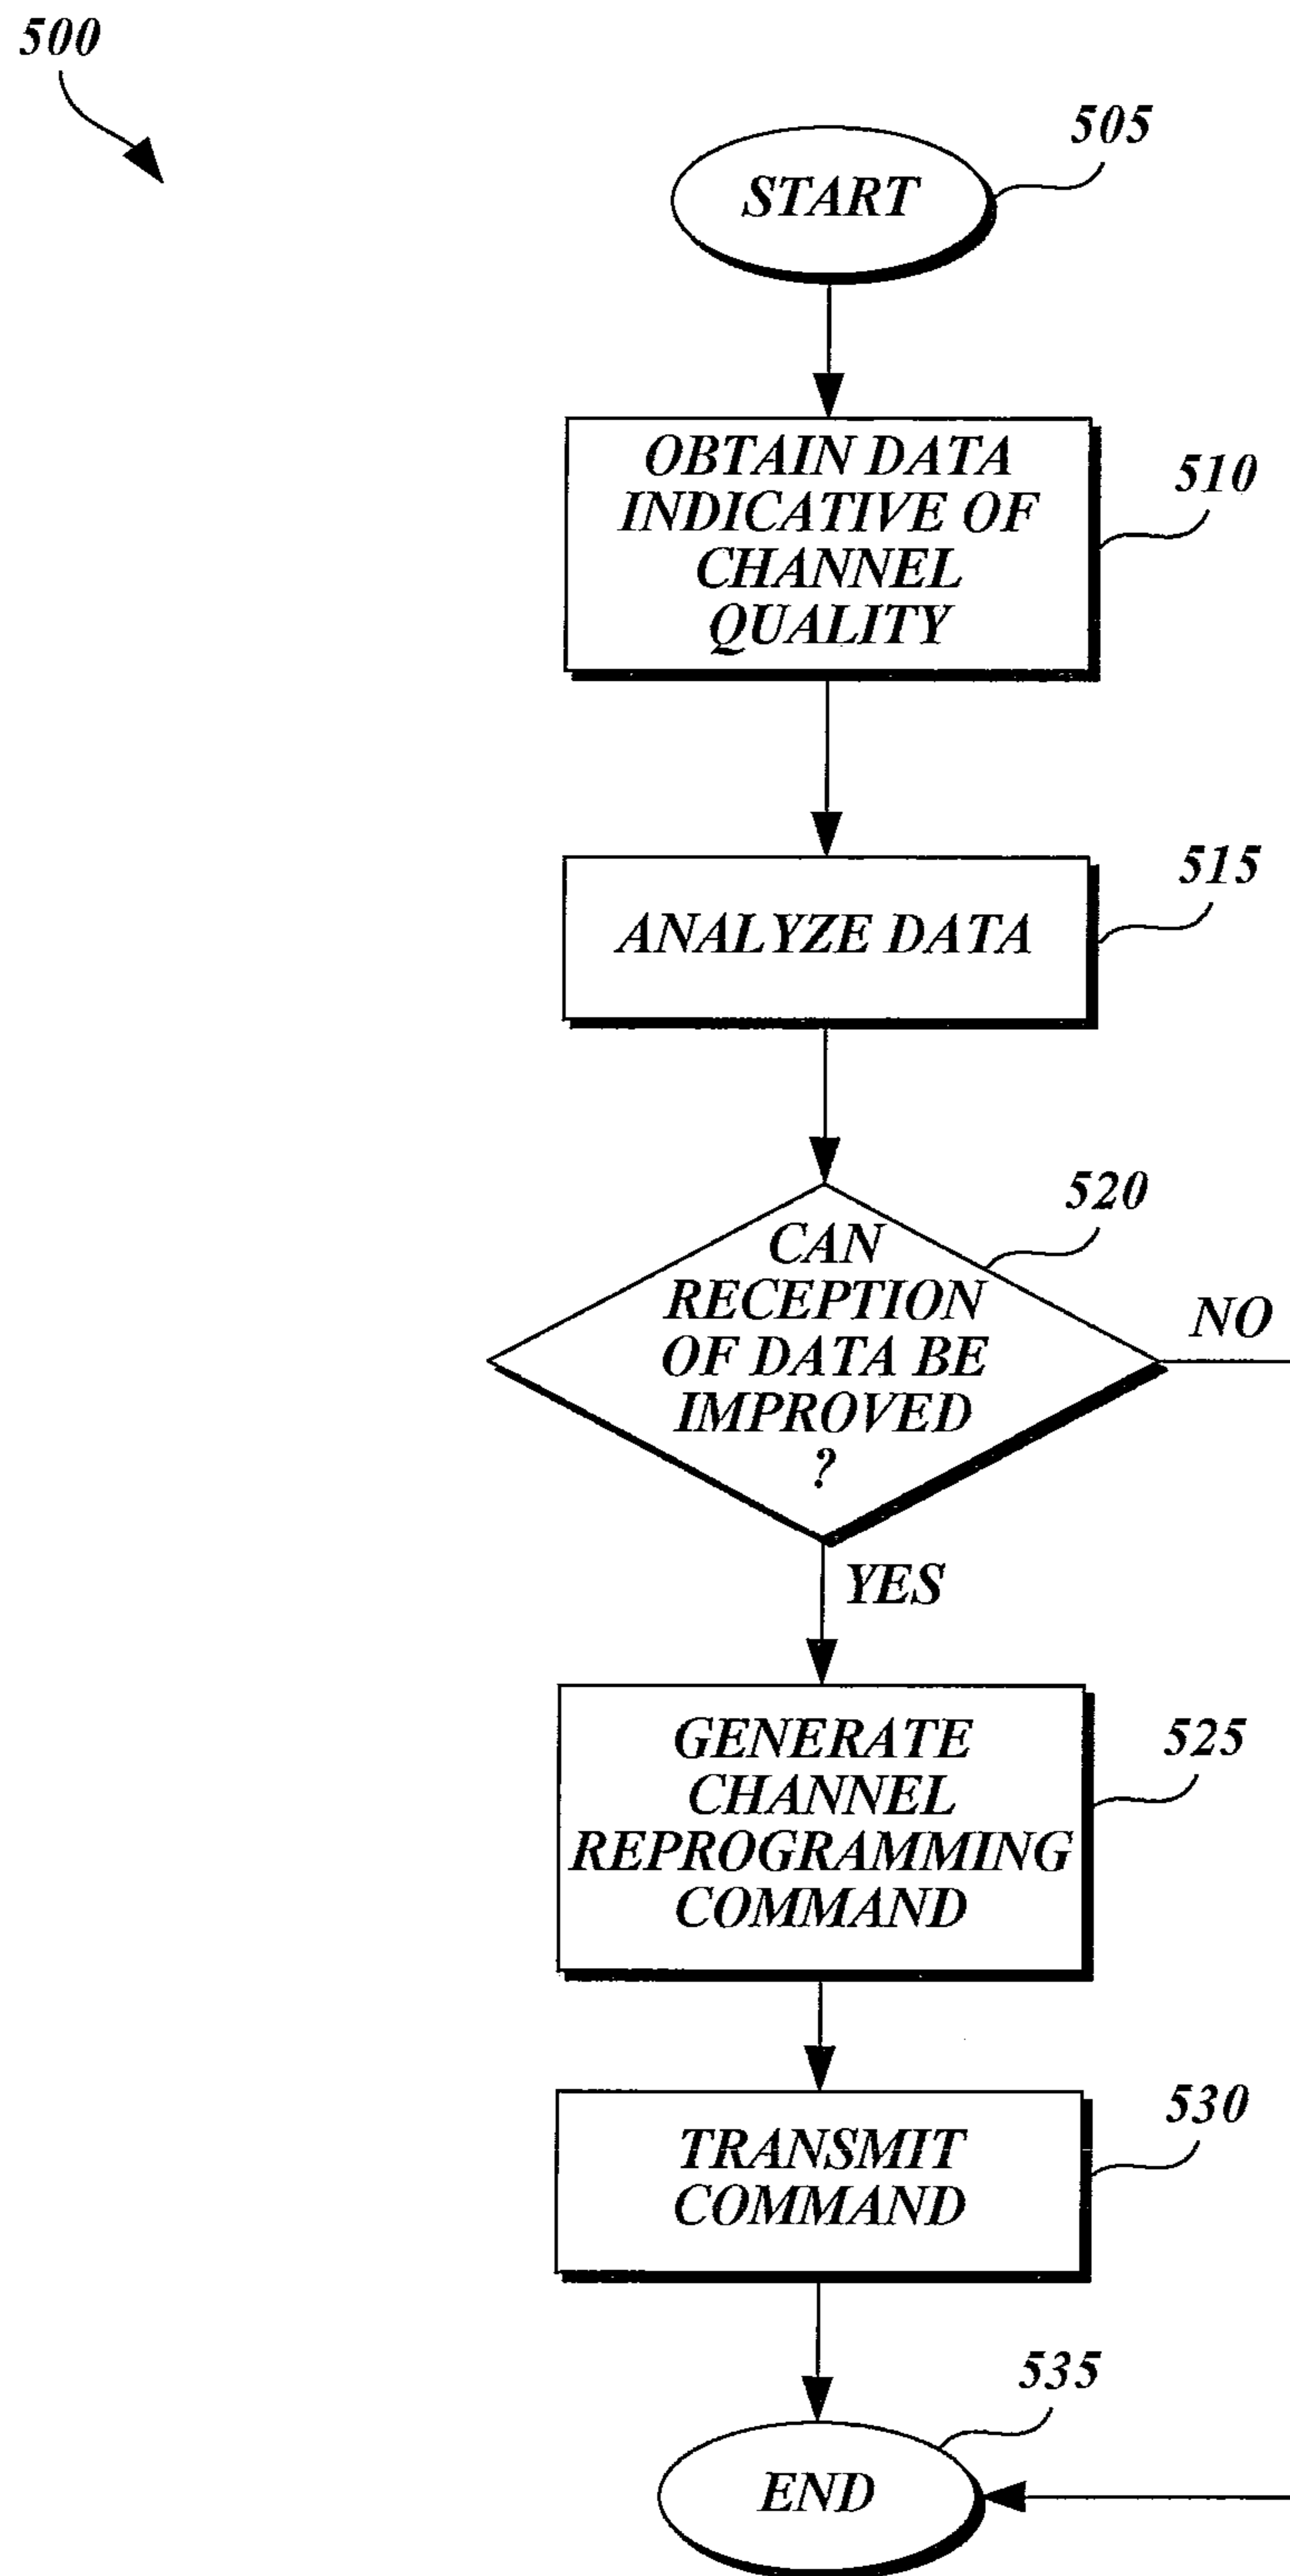 500
505
START
OBTAIN DATA
INDICATIVE OF
CHANNEL
QUALITY
510
515
ANALYZE DATA
520
CAN
RECEPTION
OF DATA BE
IMPROVED
?
NO
YES
GENERATE
CHANNEL
REPROGRAMMING
COMMAND
525
530
TRANSMIT
COMMAND
535
END